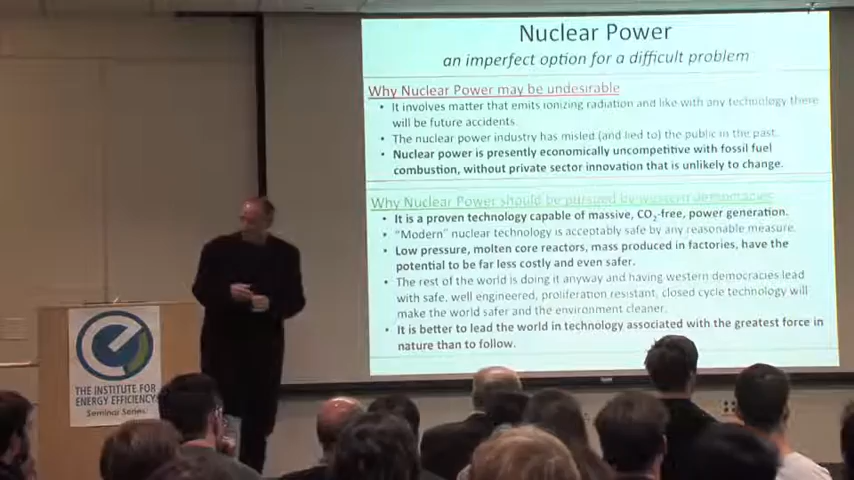 Nuclear Power
an imperfect option for a difficult problem
Why Nuclear Power may be undesirable
• It involves matter that emits ionizing radiation and like with any technology there
will be future accidents.
• The nuclear power industry has misled (and lied to) the public in the past.
• Nuclear power is presently economically uncompetitive with fossil fuel
combustion, without private sector innovation that is unlikely to change.
Why Nuclear Power should be pursued by western democracies
• It is a proven technology capable of massive, CO2-free, power generation.
• "Modern" nuclear technology is acceptably safe by any reasonable measure.
• Low pressure, molten core reactors, mass produced in factories, have the
potential to be far less costly and even safer.
• The rest of the world is doing it anyway and having western democracies lead
with safe, well engineered, proliferation resistant, closed cycle technology will
make the world safer and the environment cleaner.
• It is better to lead the world in technology associated with the greatest force in
nature than to follow.
THE INSTITUTE FOR
ENERGY EFFICIENCY
Seminar Series